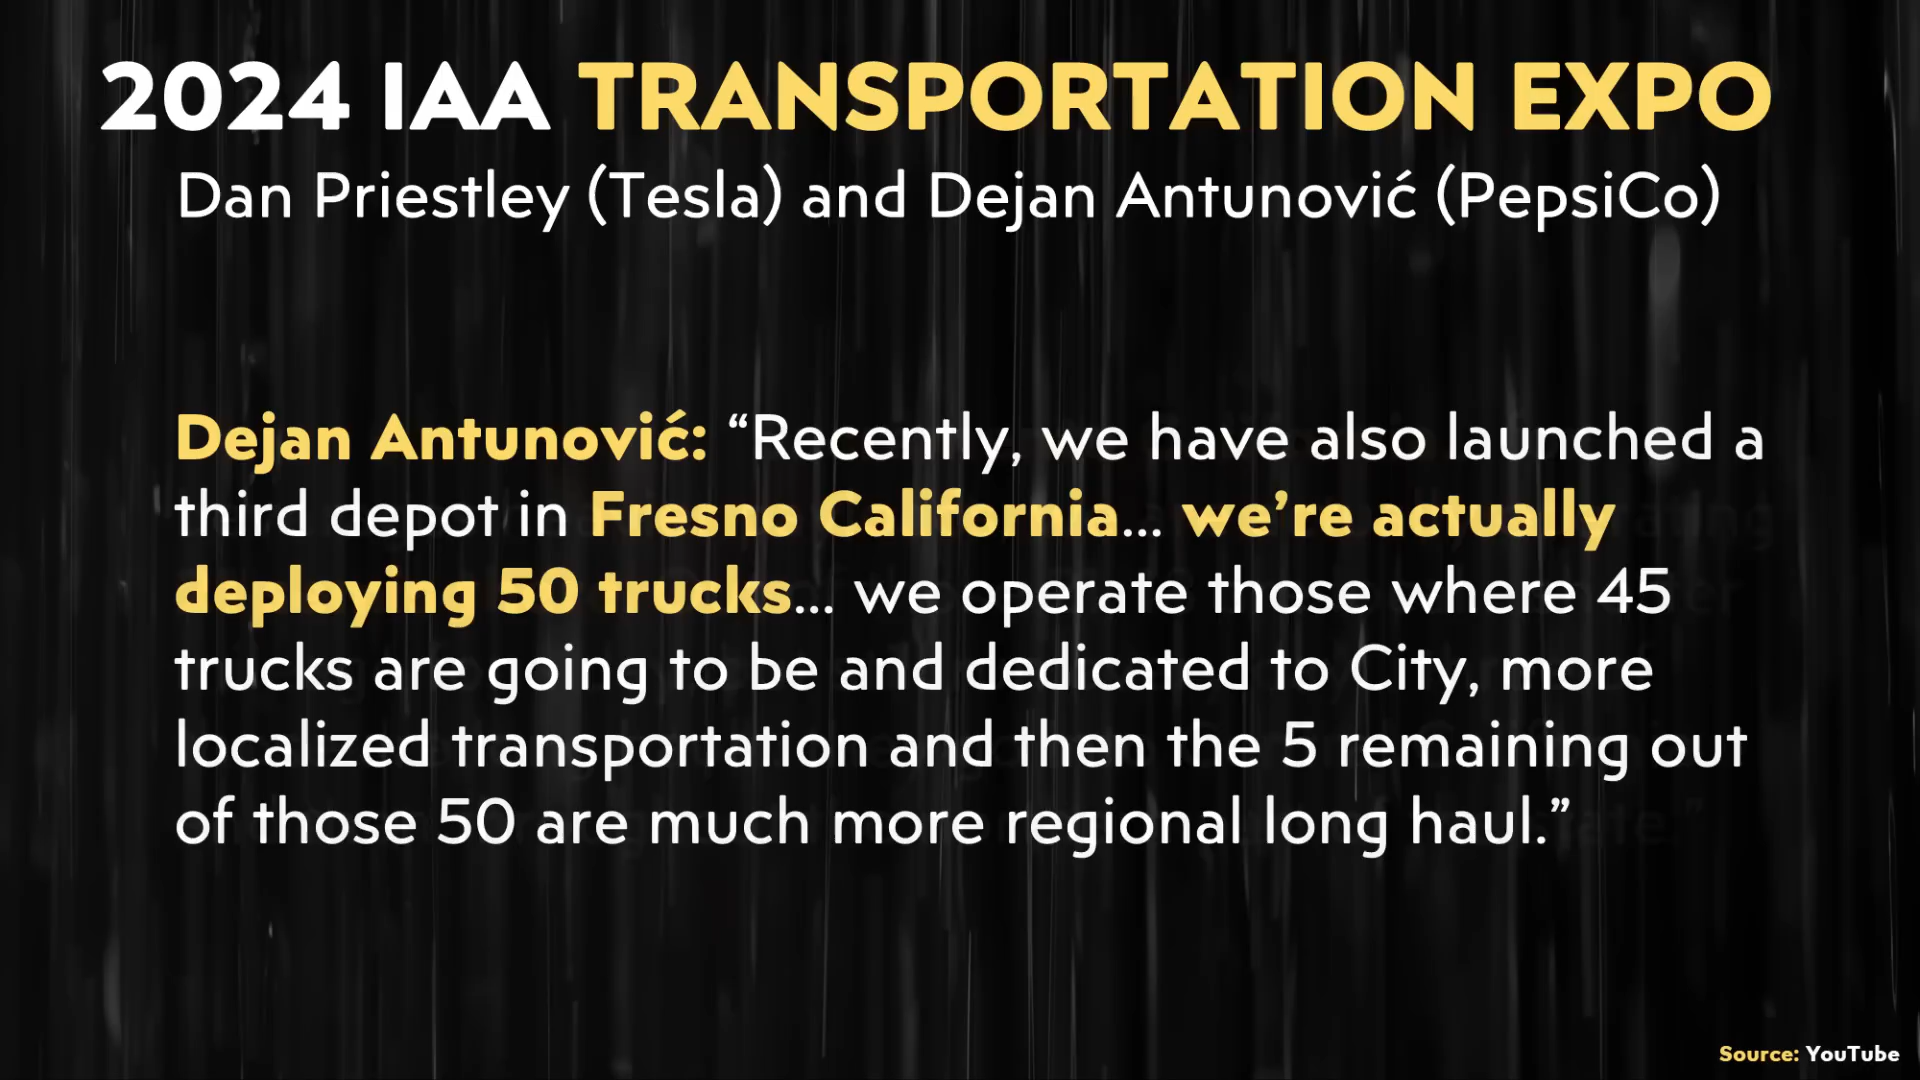 2024 IAA TRANSPORTATION EXPO
Dan Priestley (Tesla) and Dejan Antunović (PepsiCo)
Dejan Antunović: “Recently, we have also launched a
third depot in Fresno California... we’re actually
deploying 50 trucks... we operate those where 45
trucks are going to be and dedicated to City, more
localized transportation and then the 5 remaining out
of those 50 are much more regional long haul.”
Source: YouTube